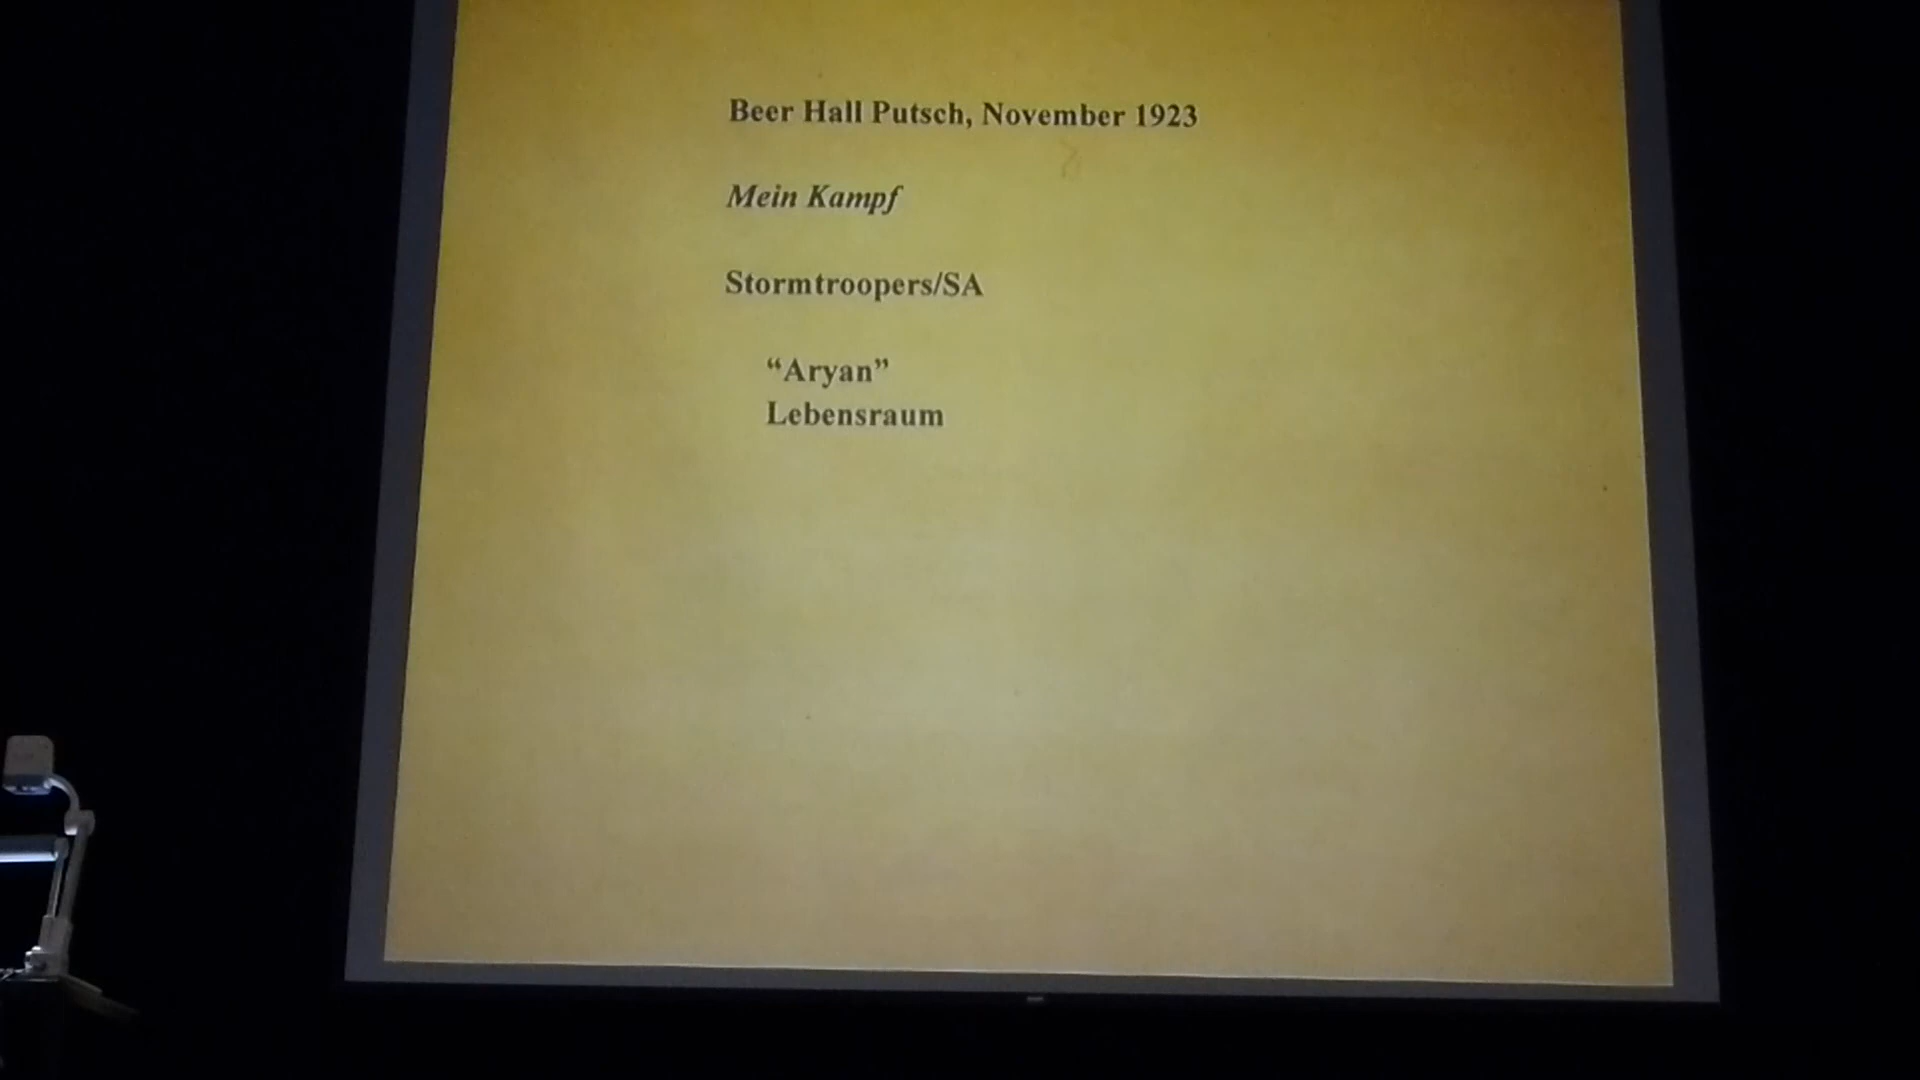 Beer Hall Putsch, November 1923
Mein Kampf
Stormtroopers/SA
“Aryan”
Lebensraum